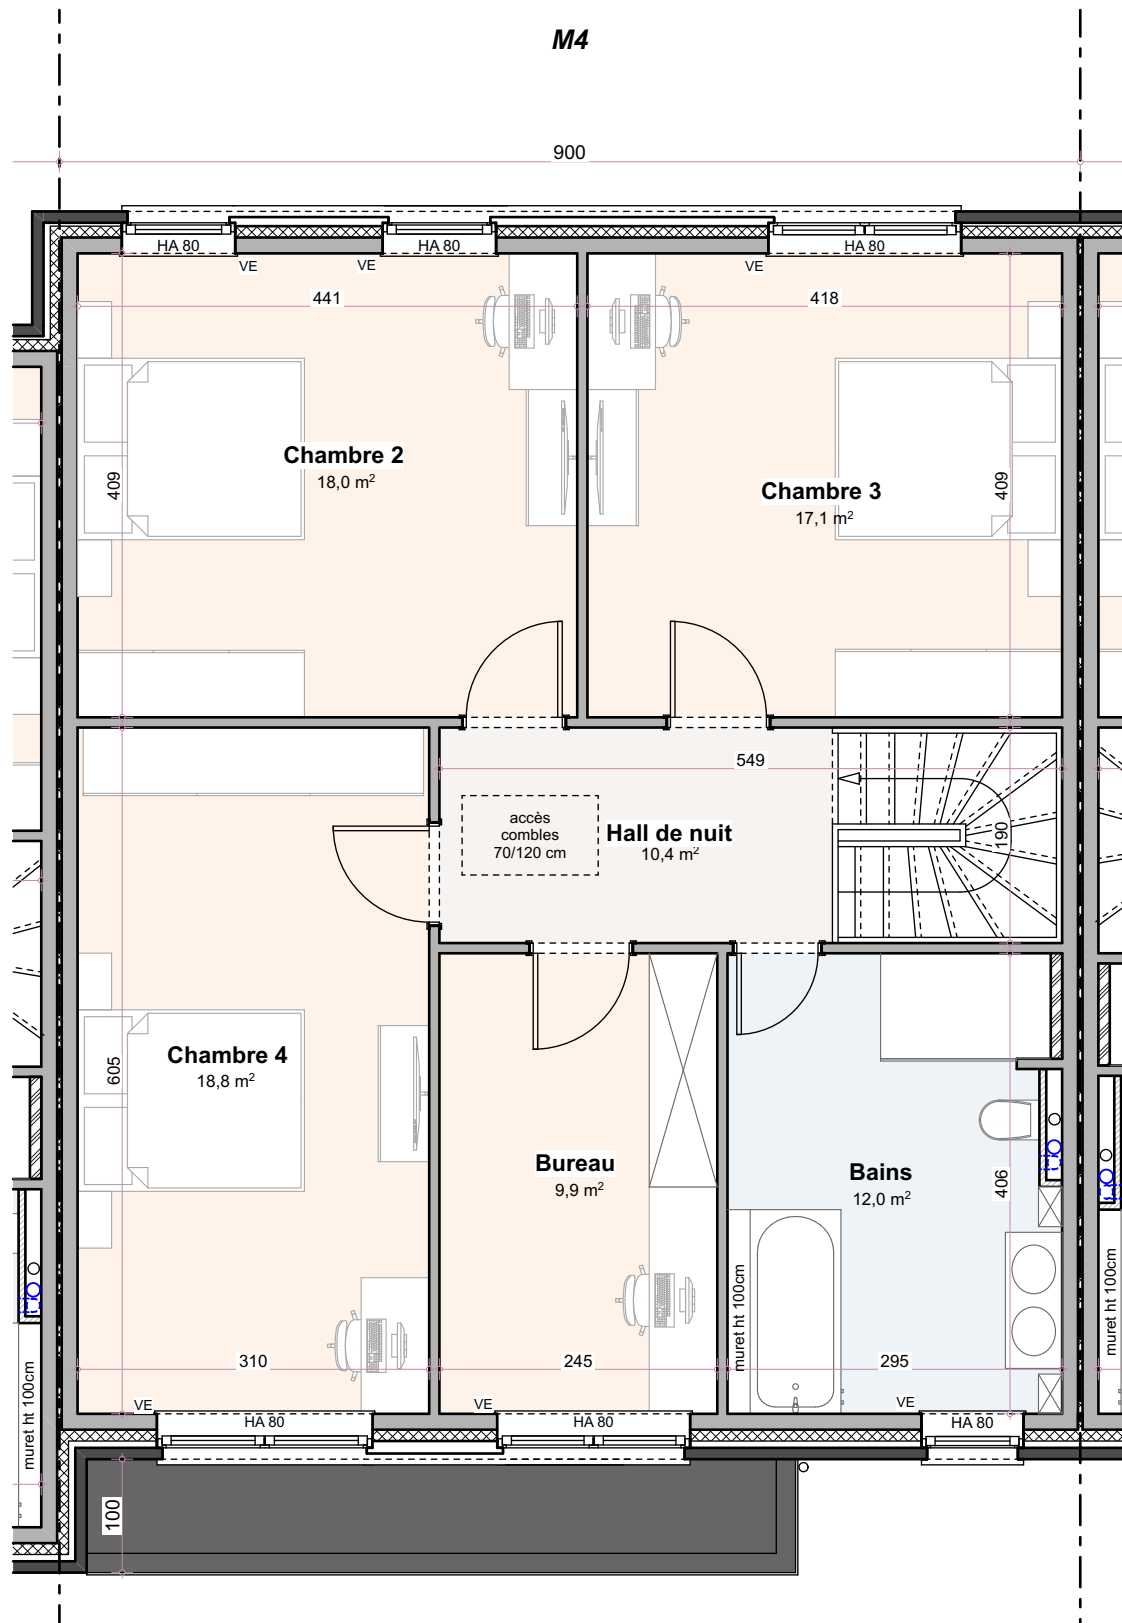 M4
900
HA 80
HA 80
HA 80
VE
VE
VE
441
418
Chambre 2
18,0 m²
409
Chambre 3
17,1 m²
409
549
accès
combles
70/120 cm
Hall de nuit
10,4 m²
190
Chambre 4
18,8 m²
605
Bureau
9,9 m²
Bains
12,0 m²
406
muret ht 100cm
muret ht 100cm
muret ht 100cm
310
245
295
VE
VE
VE
HA 80
HA 80
HA 80
100